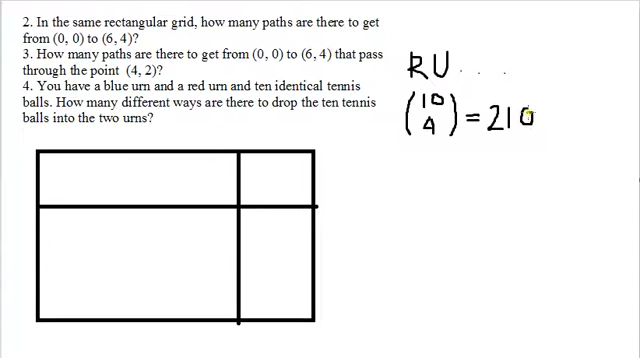 2. In the same rectangular grid, how many paths are there to get
from (0, 0) to (6, 4)?
3. How many paths are there to get from (0, 0) to (6, 4) that pass
through the point (4, 2)?
4. You have a blue urn and a red urn and ten identical tennis
balls. How many different ways are there to drop the ten tennis
balls into the two urns?
RU . . .
(10
4) = 210